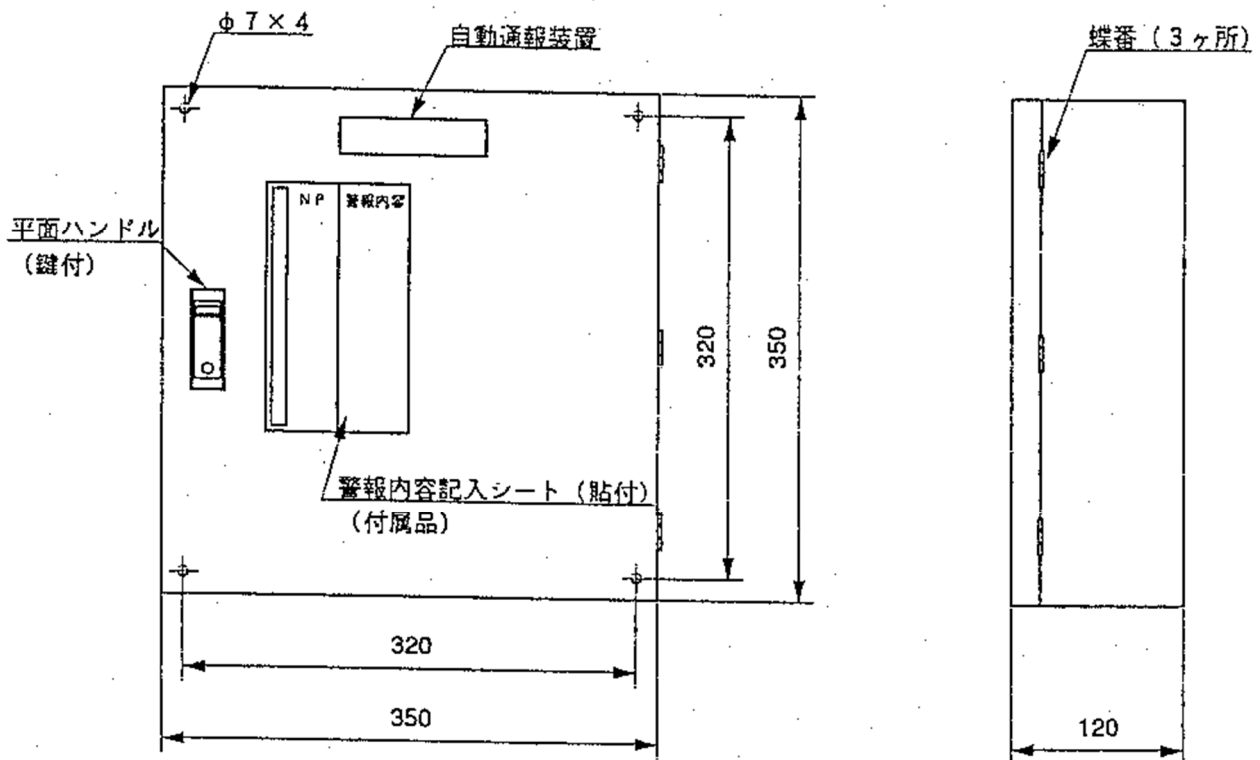 φ7×4
自動通報装置
蝶番（3ヶ所）
NP
警報内容
平面ハンドル
（鍵付）
320
350
警報内容記入シート（貼付）
（付属品）
320
350
120